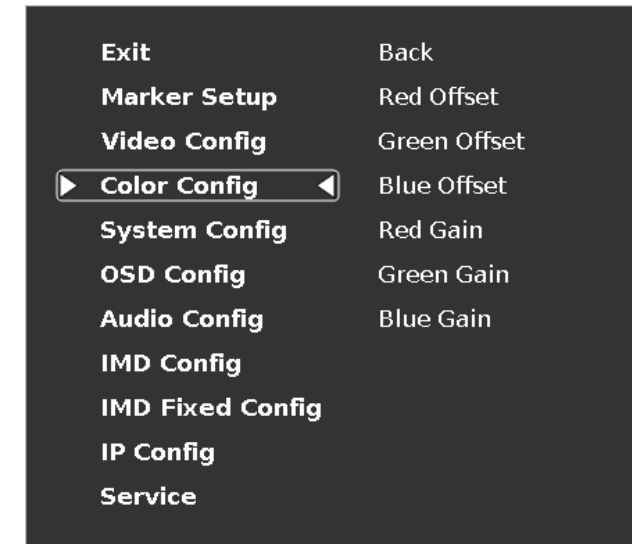 Exit
Marker Setup
Video Config
Color Config
System Config
OSD Config
Audio Config
IMD Config
IMD Fixed Config
IP Config
Service
Back
Red Offset
Green Offset
Blue Offset
Red Gain
Green Gain
Blue Gain